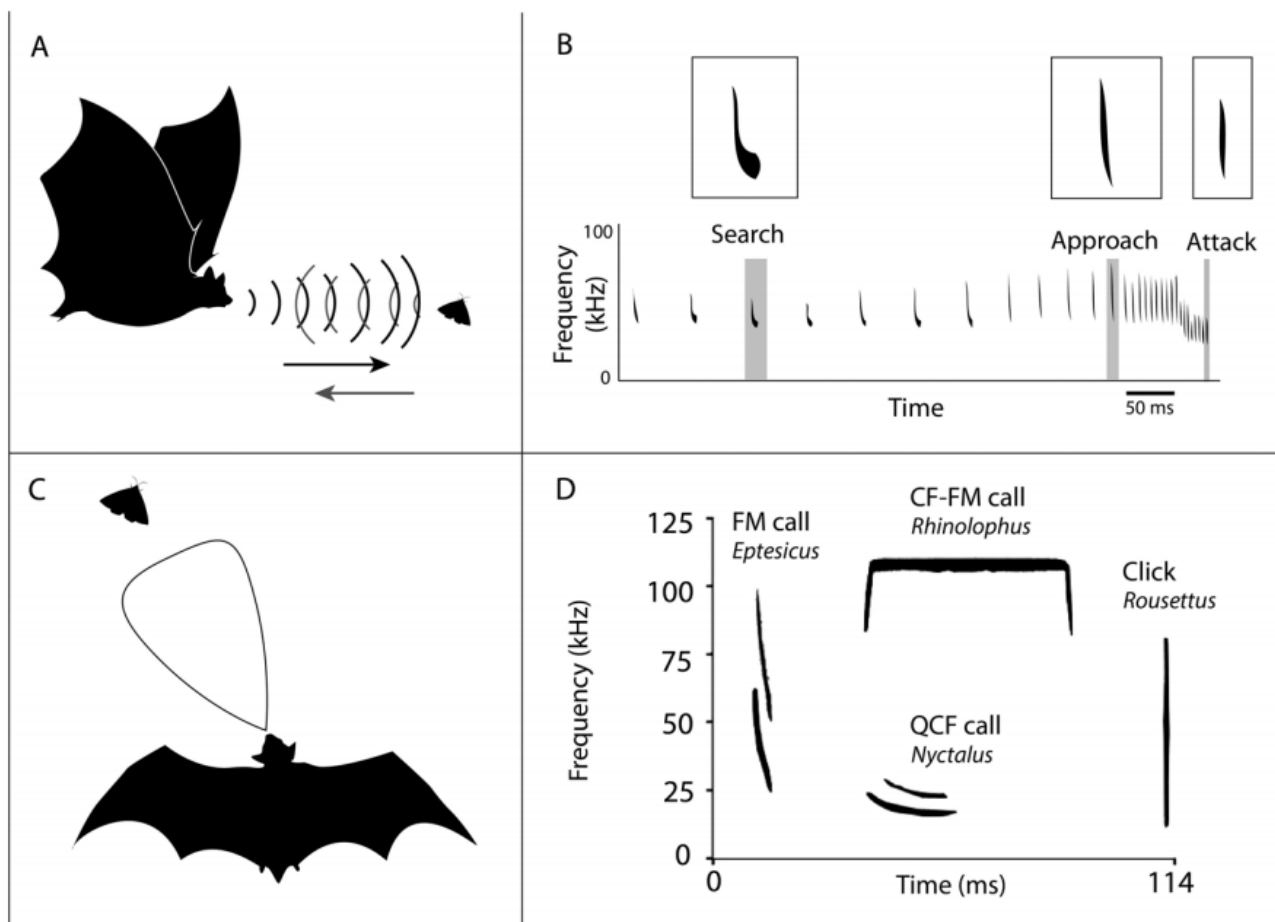 A
B
Search
Approach
Attack
Frequency
(kHz)
100
0
Time
50 ms
C
D
Frequency (kHz)
125
100
75
50
25
0
FM call
Eptesicus
CF-FM call
Rhinolophus
Click
Rousettus
QCF call
Nyctalus
0
Time (ms)
114